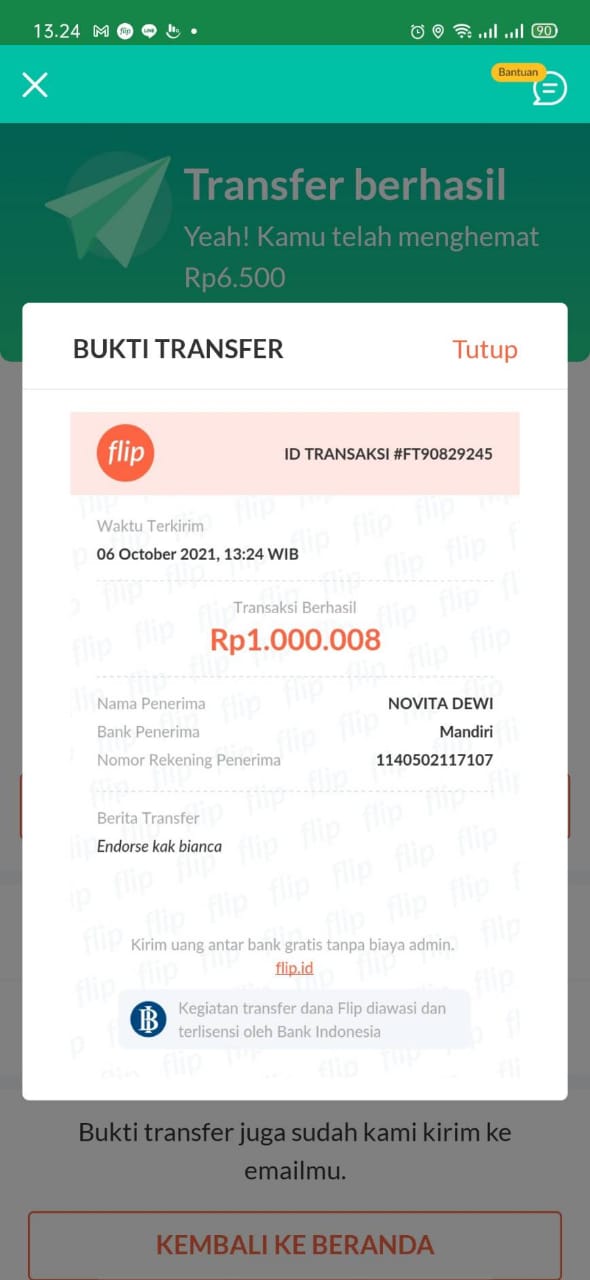 13.24
90
Bantuan
Transfer berhasil
Yeah! Kamu telah menghemat
Rp6.500
BUKTI TRANSFER
Tutup
flip
ID TRANSAKSI #FT90829245
Waktu Terkirim
06 October 2021, 13:24 WIB
Transaksi Berhasil
Rp1.000.008
Nama Penerima NOVITA DEWI
Bank Penerima Mandiri
Nomor Rekening Penerima 1140502117107
Berita Transfer
Endorse kak bianca
Kirim uang antar bank gratis tanpa biaya admin.
flip.id
Kegiatan transfer dana Flip diawasi dan
terlisensi oleh Bank Indonesia
Bukti transfer juga sudah kami kirim ke
emailmu.
KEMBALI KE BERANDA